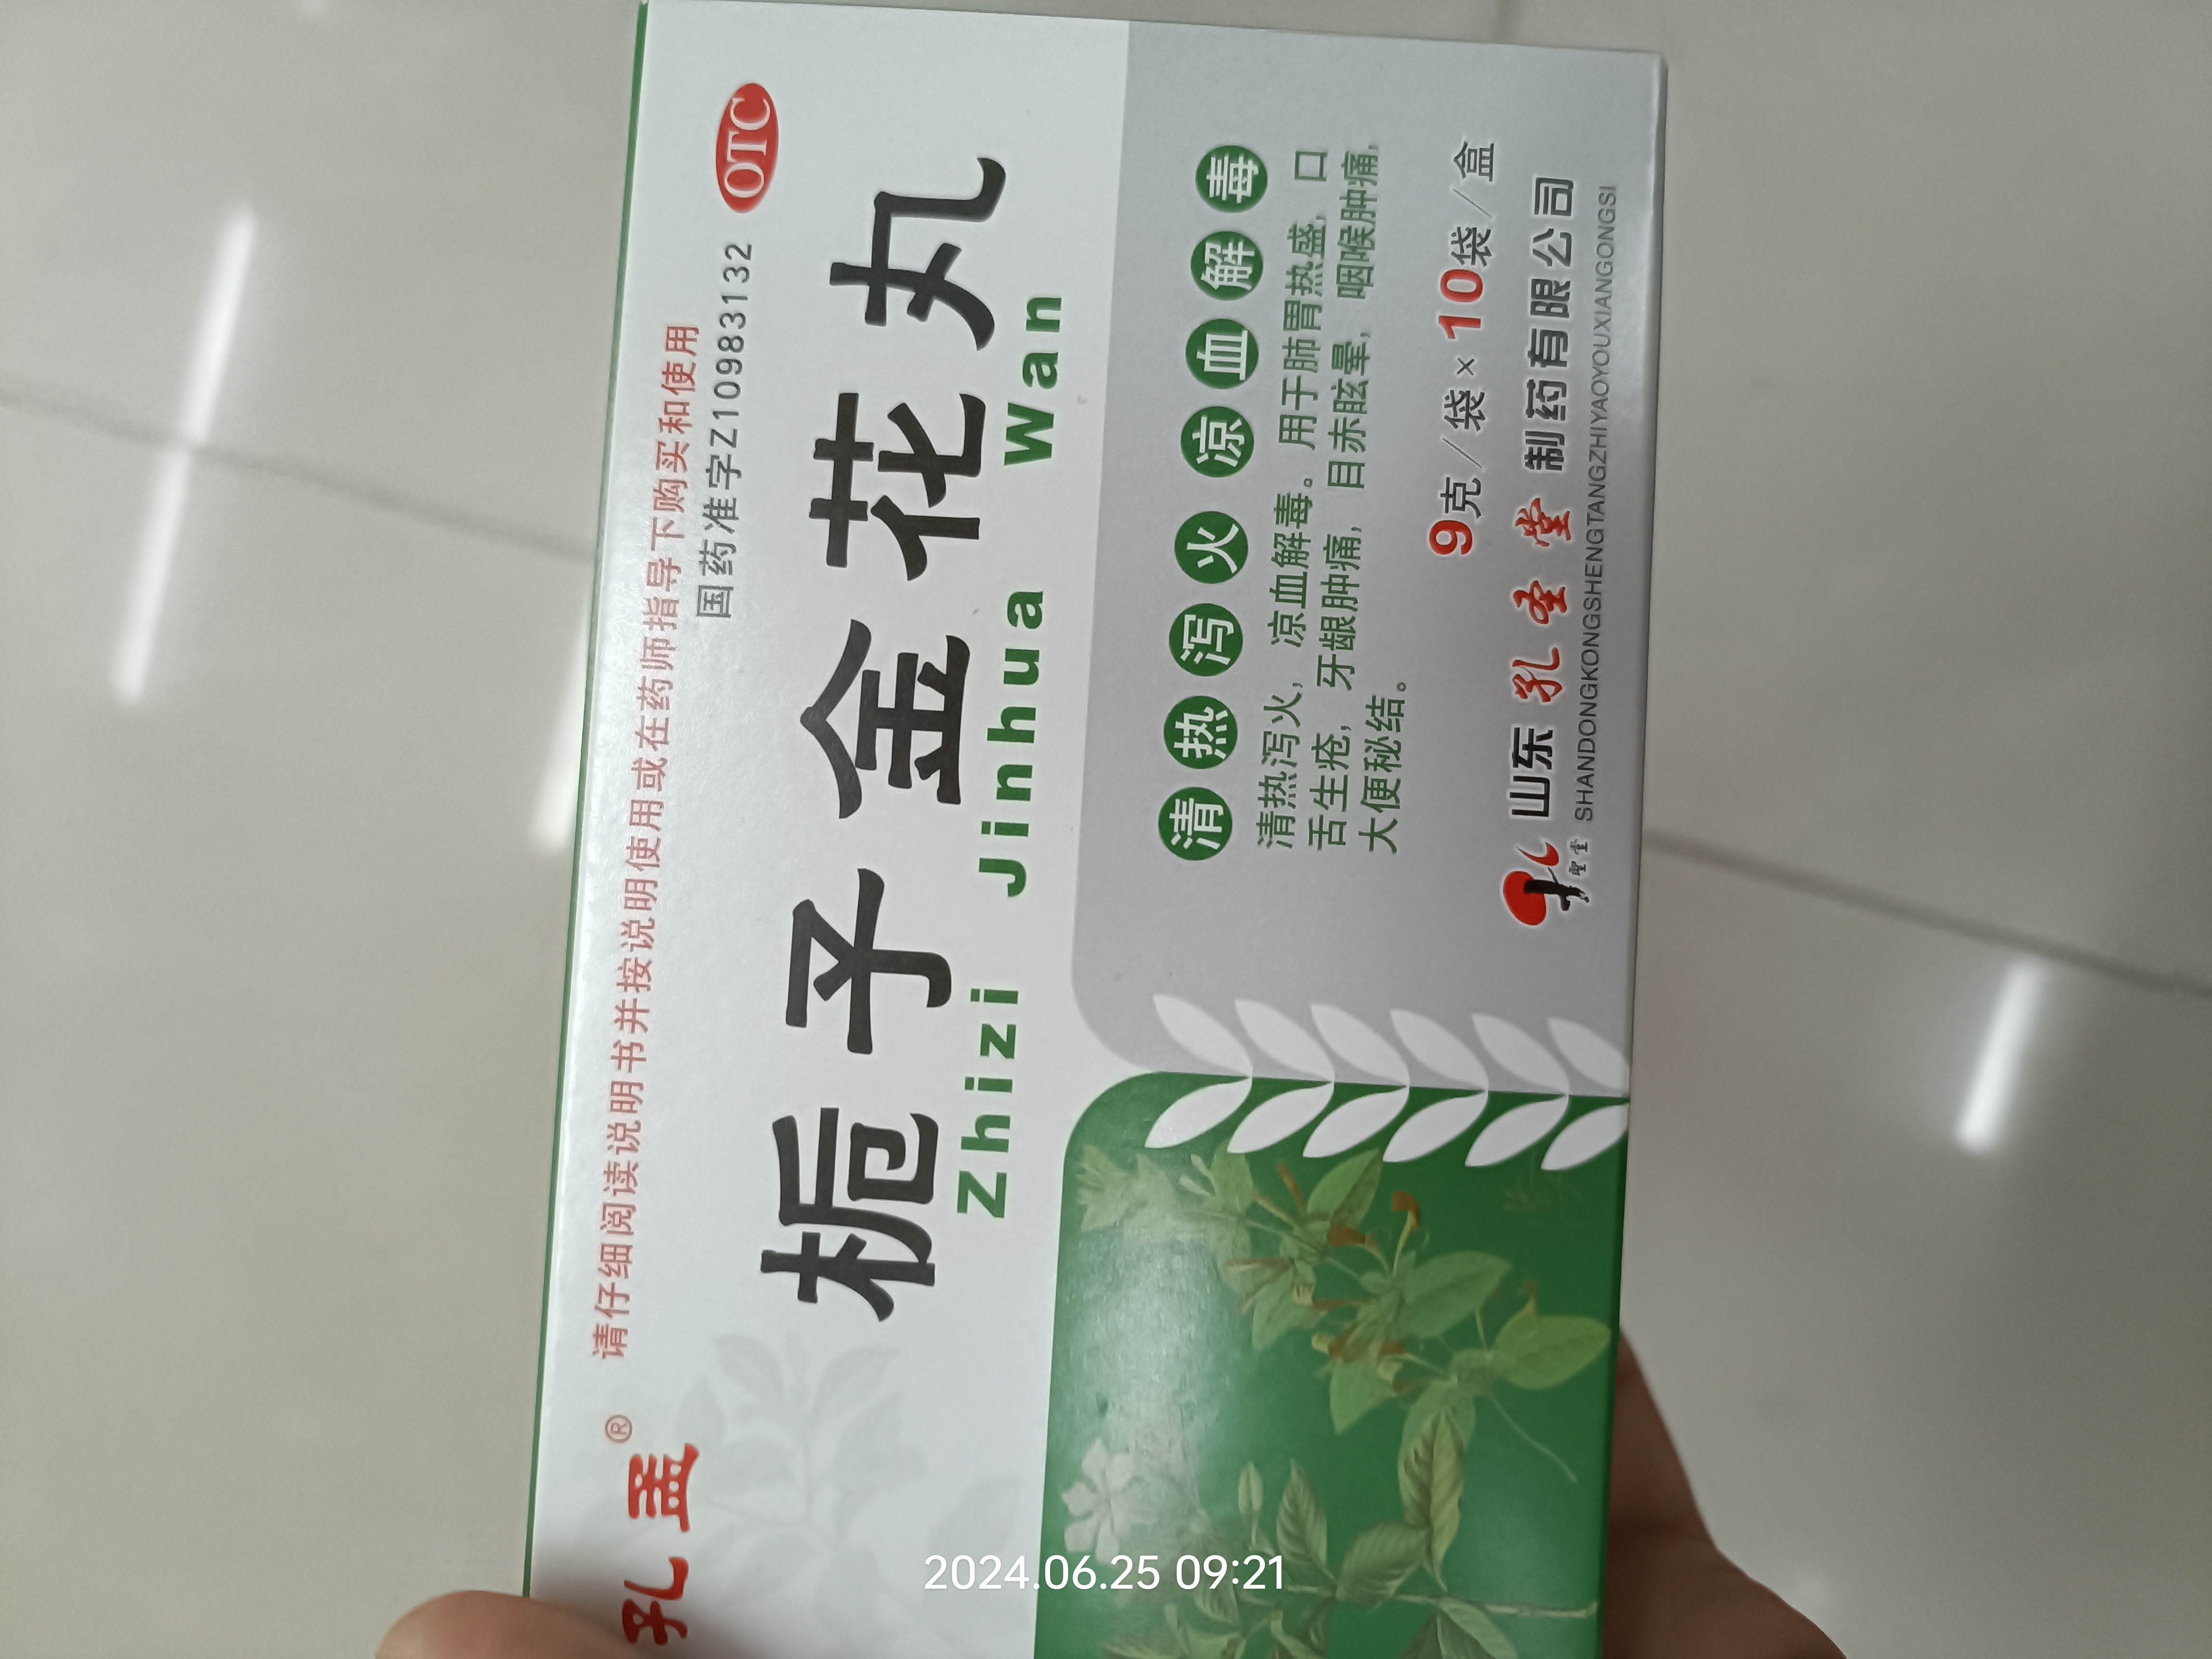 孔孟®
请仔细阅读说明书并按说明使用或在药师指导下购买和使用
国药准字Z10983132
OTC
栀子金花丸
Zhizi Jinhua Wan
清热泻火 凉血解毒
清热泻火，凉血解毒。用于肺胃热盛，口
舌生疮，牙龈肿痛，目赤眩晕，咽喉肿痛，
大便秘结。
9克/袋×10袋/盒
孔聖堂
山东孔圣堂制药有限公司
SHANDONGKONGSHENGTANGZHIYAOYOUXIANGONGSI
2024.06.25 09:21